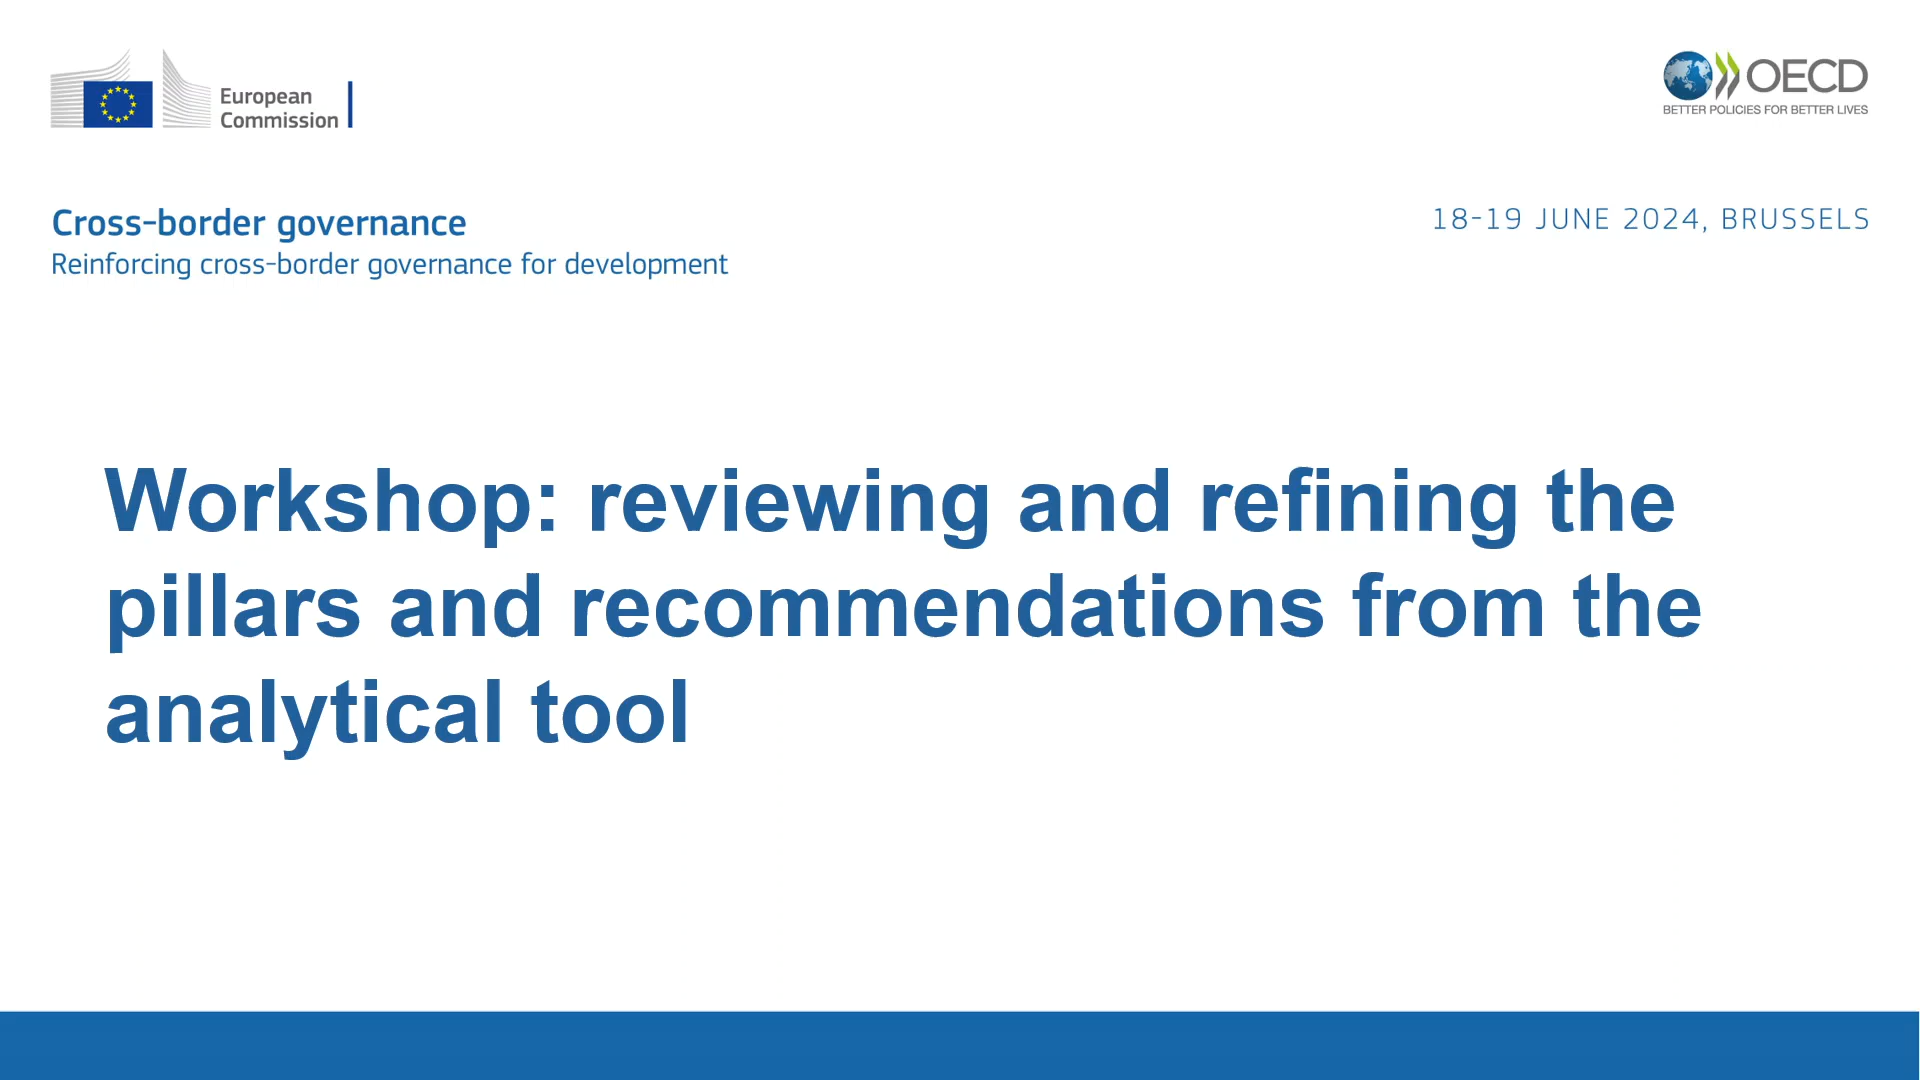 European
Commission
OECD
BETTER POLICIES FOR BETTER LIVES
Cross-border governance
Reinforcing cross-border governance for development
18-19 JUNE 2024, BRUSSELS
Workshop: reviewing and refining the
pillars and recommendations from the
analytical tool